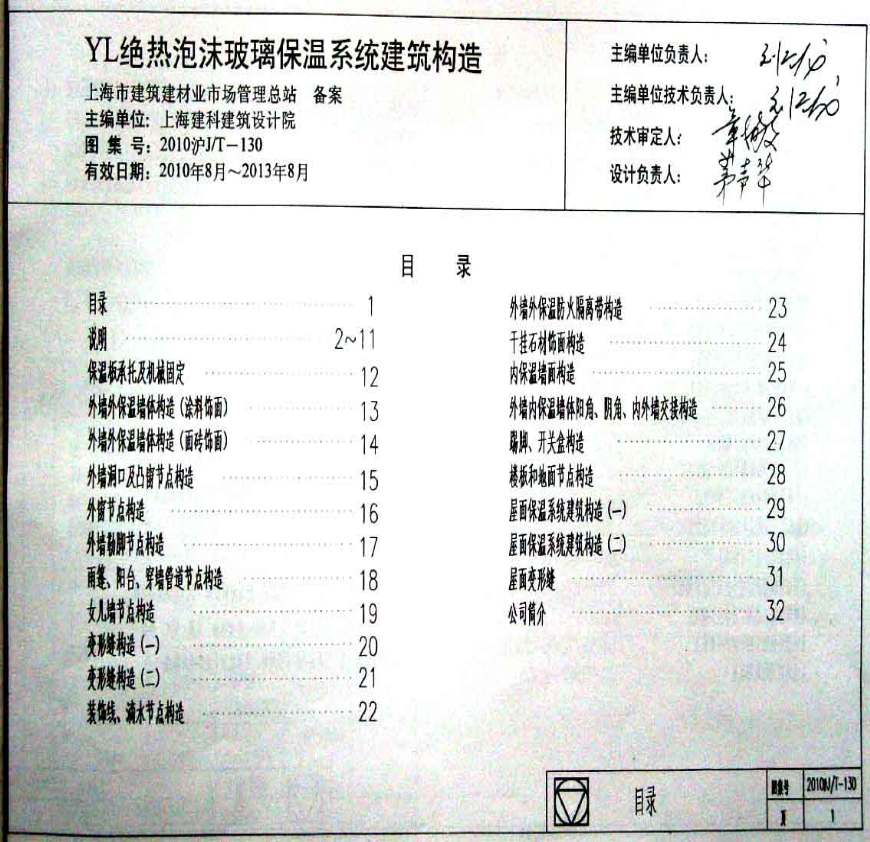 YL绝热泡沫玻璃保温系统建筑构造
上海市建筑建材业市场管理总站 备案
主编单位：上海建科建筑设计院
图集号：2010沪J/T－130
有效日期：2010年8月～2013年8月
主编单位负责人：
主编单位技术负责人：
技术审定人：
设计负责人：
目 录
目录 1
说明 2~11
保温板承托及机械固定 12
外墙外保温墙体构造（涂料饰面） 13
外墙外保温墙体构造（面砖饰面） 14
外墙洞口及凸窗节点构造 15
外窗节点构造 16
外墙勒脚节点构造 17
雨篷、阳台、穿墙管道节点构造 18
女儿墙节点构造 19
变形缝构造（一） 20
变形缝构造（二） 21
装饰线、滴水节点构造 22
外墙外保温防火隔离带构造 23
干挂石材饰面构造 24
内保温墙面构造 25
外墙内保温墙体阳角、阴角、内外墙交接构造 26
踢脚、开关盒构造 27
楼板和地面节点构造 28
屋面保温系统建筑构造（一） 29
屋面保温系统建筑构造（二） 30
屋面变形缝 31
公司简介 32
目录
图集号 2010沪J/T-130
页 1